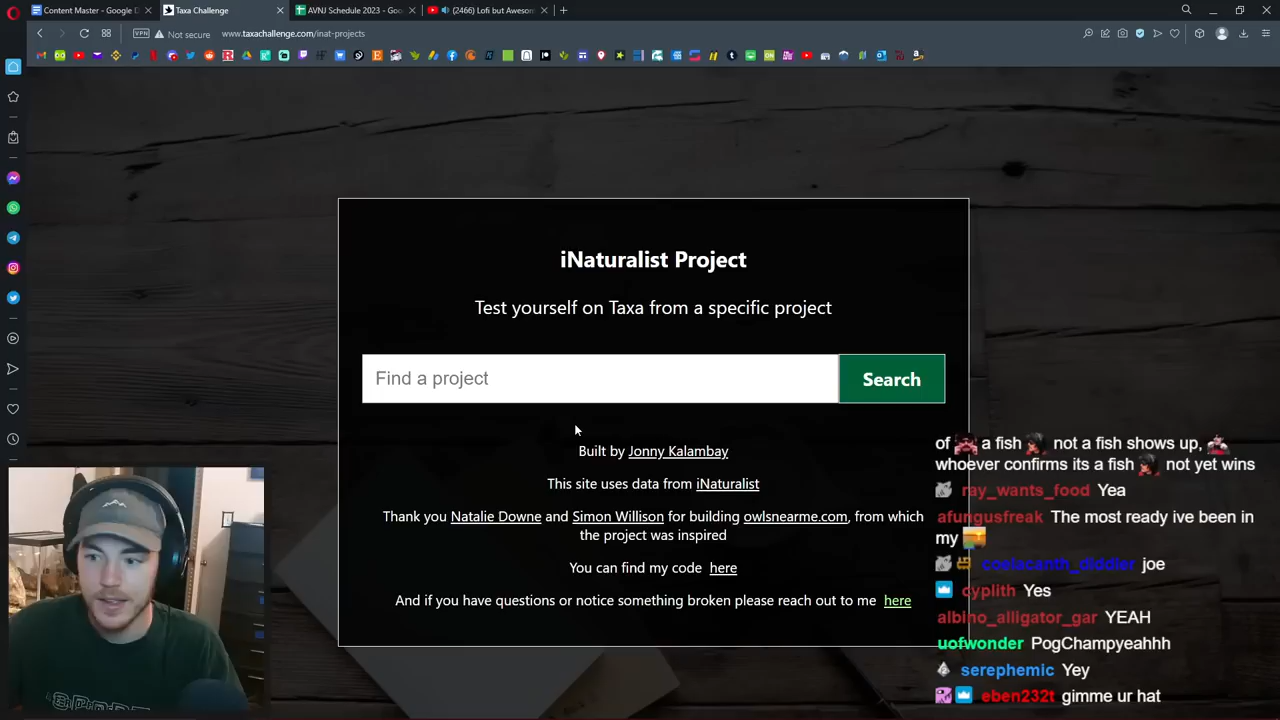 Content Master - Google D
Taxa Challenge
AVNJ Schedule 2023 - Goo
(2466) Lofi but Awesom
VPN
Not secure
www.taxachallenge.com/inat-projects
iNaturalist Project
Test yourself on Taxa from a specific project
Find a project
Search
Built by Jonny Kalambay
This site uses data from iNaturalist
Thank you Natalie Downe and Simon Willison for building owlsnearme.com, from which
the project was inspired
You can find my code here
And if you have questions or notice something broken please reach out to me here
of a fish not a fish shows up,
whoever confirms its a fish not yet wins
ray_wants_food Yea
afungusfreak The most ready ive been in
my
coelacanth_diddler joe
cyplith Yes
albino_alligator_gar YEAH
uofwonder PogChampyeahhh
serephemic Yey
eben232t gimme ur hat